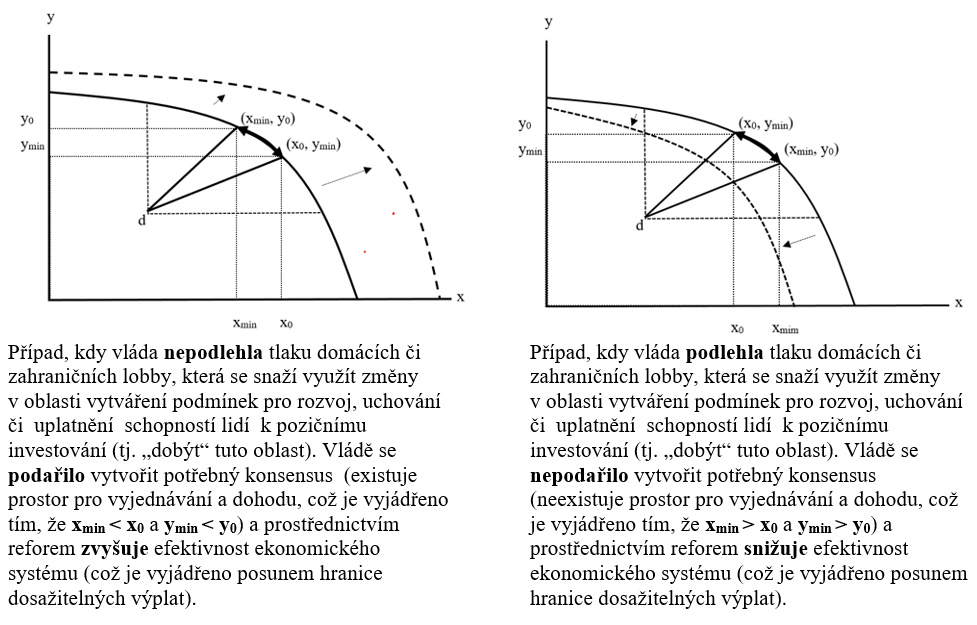 y
y₀
yₘᵢₙ
(xₘᵢₙ, y₀)
(x₀, yₘᵢₙ)
d
x
xₘᵢₙ
x₀
Případ, kdy vláda nepodlehla tlaku domácích či
zahraničních lobby, která se snaží využít změny
v oblasti vytváření podmínek pro rozvoj, uchování
či uplatnění schopností lidí k pozičnímu
investování (tj. „dobýt“ tuto oblast). Vládě se
podařilo vytvořit potřebný konsensus (existuje
prostor pro vyjednávání a dohodu, což je vyjádřeno
tím, že xₘᵢₙ < x₀ a yₘᵢₙ < y₀) a prostřednictvím
reforem zvyšuje efektivnost ekonomického
systému (což je vyjádřeno posunem hranice
dosažitelných výplat).
y
y₀
yₘᵢₙ
(x₀, yₘᵢₙ)
(xₘᵢₙ, y₀)
d
x
x₀
xₘᵢₘ
Případ, kdy vláda podlehla tlaku domácích či
zahraničních lobby, která se snaží využít změny
v oblasti vytváření podmínek pro rozvoj, uchování
či uplatnění schopností lidí k pozičnímu
investování (tj. „dobýt“ tuto oblast). Vládě se
nepodařilo vytvořit potřebný konsensus
(neexistuje prostor pro vyjednávání a dohodu, což
je vyjádřeno tím, že xₘᵢₙ > x₀ a yₘᵢₙ > y₀) a
prostřednictvím reforem snižuje efektivnost
ekonomického systému (což je vyjádřeno posunem
hranice dosažitelných výplat).